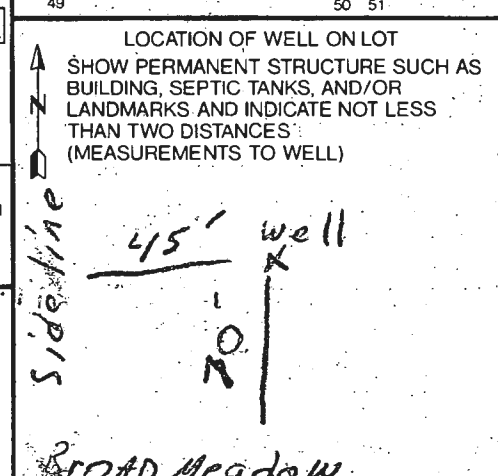 49 50 51
LOCATION OF WELL ON LOT
SHOW PERMANENT STRUCTURE SUCH AS
BUILDING, SEPTIC TANKS, AND/OR
LANDMARKS AND INDICATE NOT LESS
THAN TWO DISTANCES
(MEASUREMENTS TO WELL)
N
Sideline
45' well
BROAD Meadow